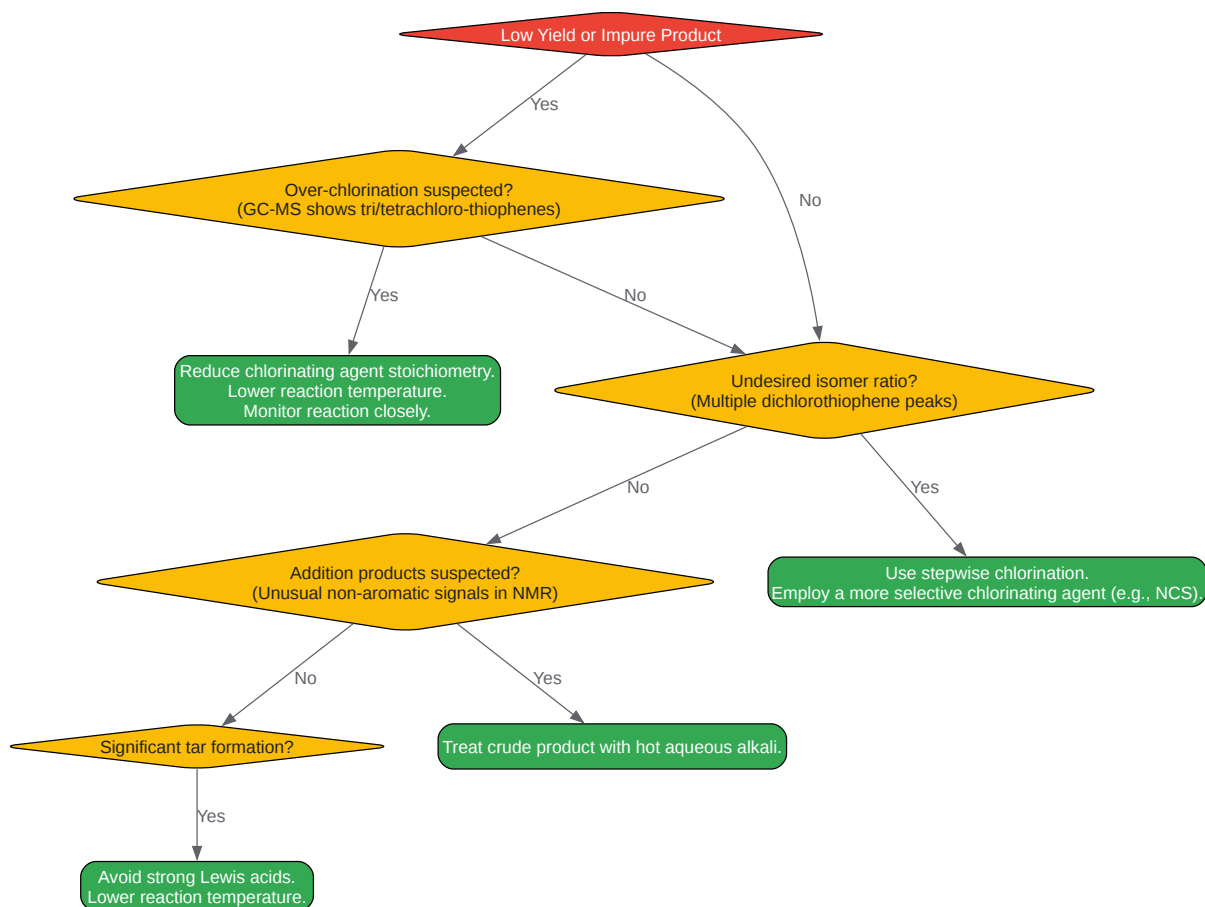 Low Yield or Impure Product
Yes
Over-chlorination suspected?
(GC-MS shows tri/tetrachloro-thiophenes)
No
Yes
No
Reduce chlorinating agent stoichiometry.
Lower reaction temperature.
Monitor reaction closely.
Undesired isomer ratio?
(Multiple dichlorothiophene peaks)
No
Yes
Addition products suspected?
(Unusual non-aromatic signals in NMR)
Use stepwise chlorination.
Employ a more selective chlorinating agent (e.g., NCS).
No
Yes
Significant tar formation?
Treat crude product with hot aqueous alkali.
Yes
Avoid strong Lewis acids.
Lower reaction temperature.